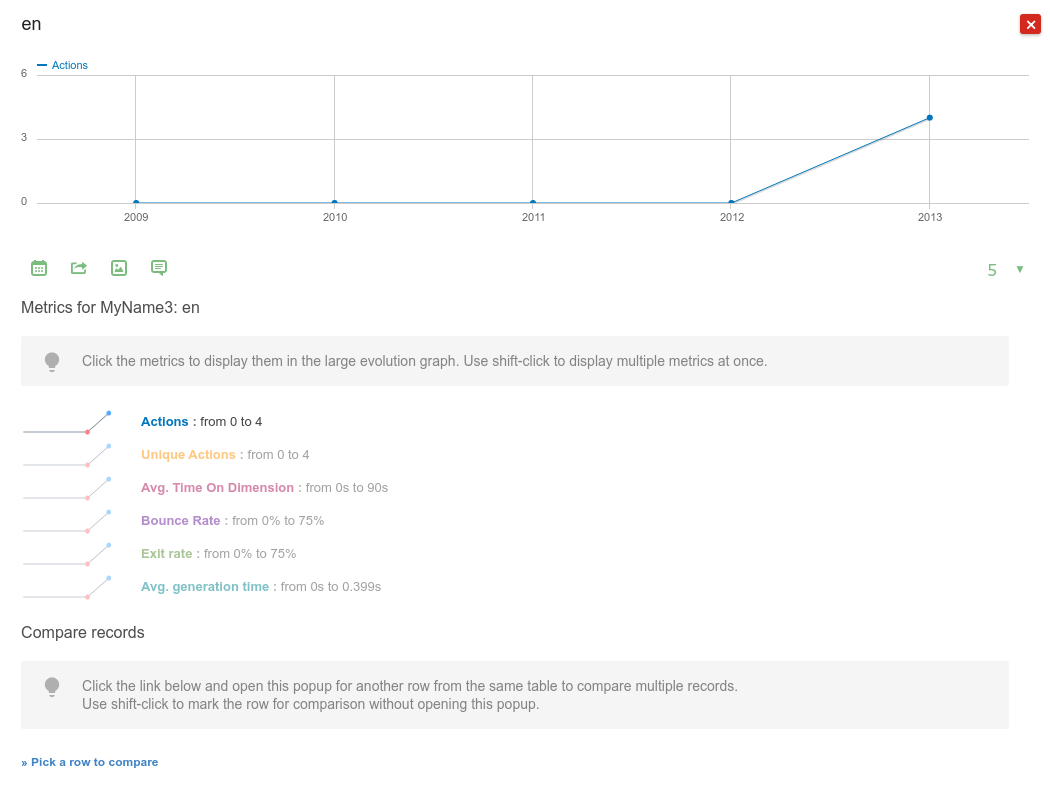 en
Actions
6
3
0
2009 2010 2011 2012 2013
5 ▼
Metrics for MyName3: en
Click the metrics to display them in the large evolution graph. Use shift-click to display multiple metrics at once.
Actions : from 0 to 4
Unique Actions : from 0 to 4
Avg. Time On Dimension : from 0s to 90s
Bounce Rate : from 0% to 75%
Exit rate : from 0% to 75%
Avg. generation time : from 0s to 0.399s
Compare records
Click the link below and open this popup for another row from the same table to compare multiple records.
Use shift-click to mark the row for comparison without opening this popup.
» Pick a row to compare